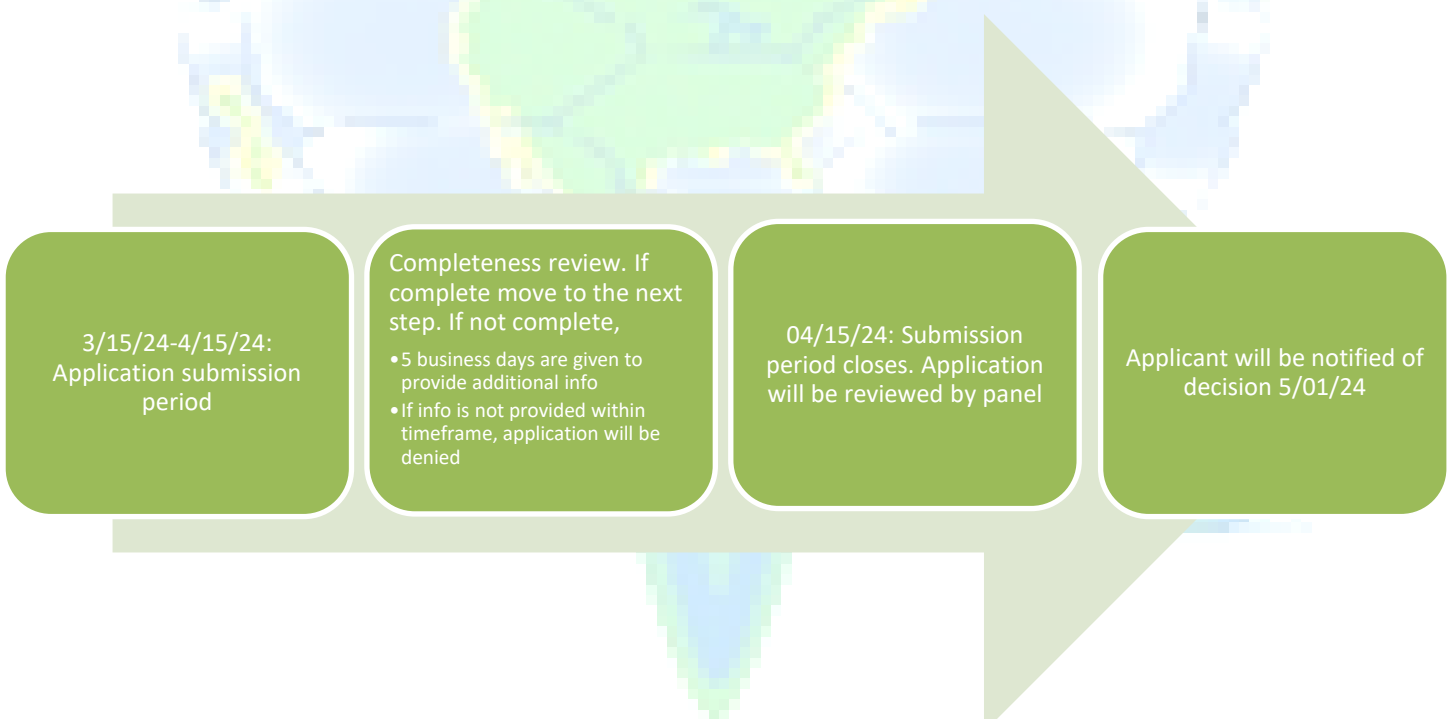 3/15/24-4/15/24:
Application submission
period
Completeness review. If
complete move to the next
step. If not complete,
•5 business days are given to
provide additional info
•If info is not provided within
timeframe, application will be
denied
04/15/24: Submission
period closes. Application
will be reviewed by panel
Applicant will be notified of
decision 5/01/24